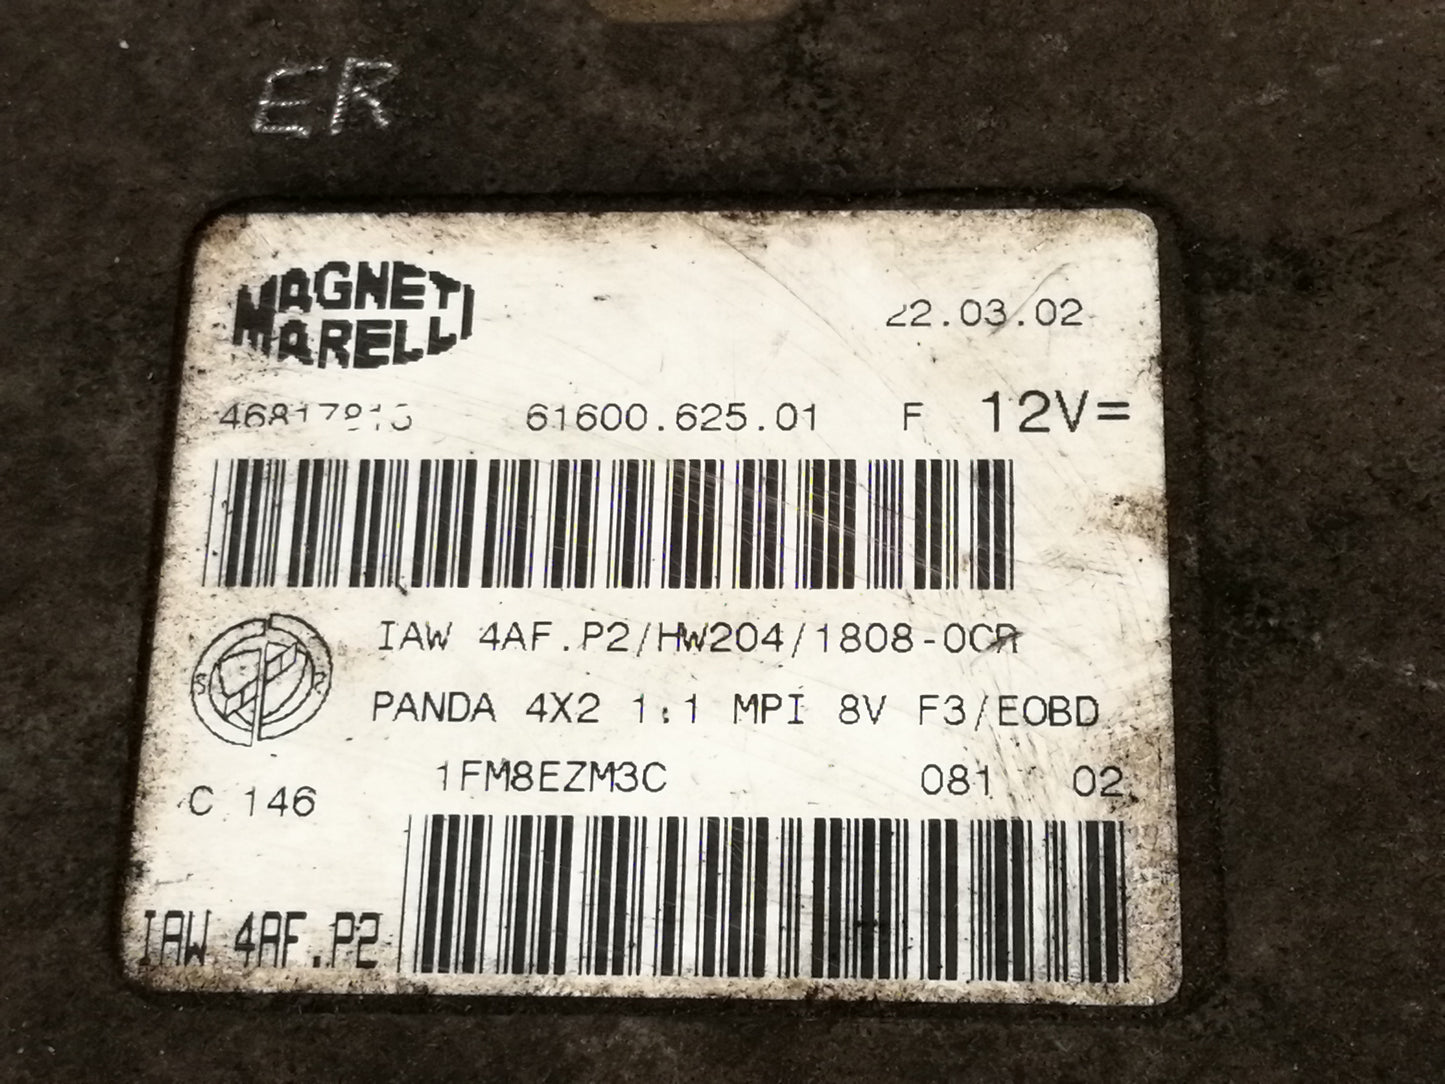 ER
MAGNETI
MARELLI
22.03.02
61600.625.01 F 12V=
IAW 4AF.P2/HW204/1808-0CR
PANDA 4X2 1.1 MPI 8V F3/EOBD
1FM8EZM3C 081 02
C 146
IAW 4AF.P2